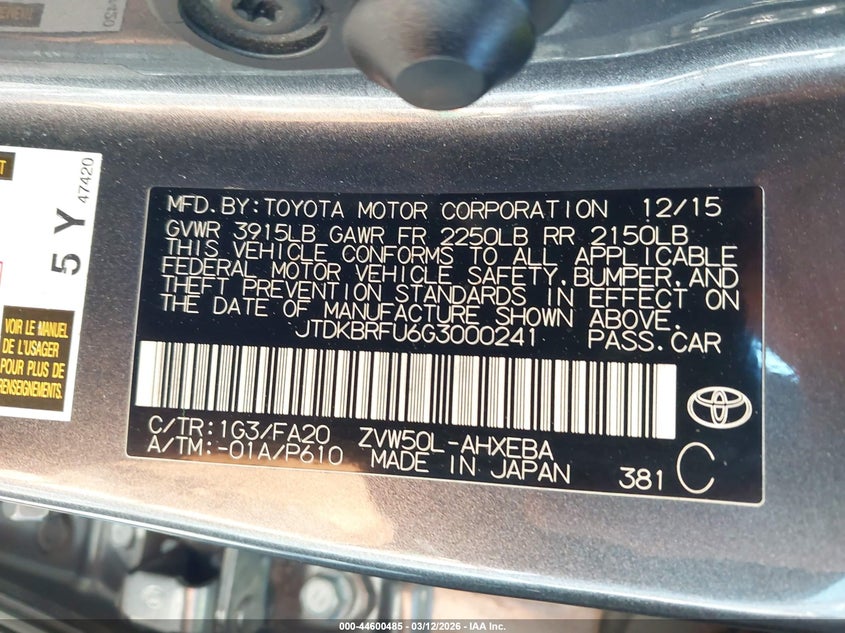 5 Y
47420
VOIR LE MANUEL
DE L'USAGER
POUR PLUS DE
RENSEIGNEMENTS.
MFD. BY: TOYOTA MOTOR CORPORATION 12/15
GVWR 3915LB GAWR FR 2250LB RR 2150LB
THIS VEHICLE CONFORMS TO ALL APPLICABLE
FEDERAL MOTOR VEHICLE SAFETY, BUMPER, AND
THEFT PREVENTION STANDARDS IN EFFECT ON
THE DATE OF MANUFACTURE SHOWN ABOVE.
JTDKBRFU6G3000241 PASS. CAR
C/TR: 1G3/FA20 ZVW50L-AHXEBA
A/TM: -01A/P610 MADE IN JAPAN 381 C
000-44600485 - 03/12/2026 - IAA Inc.